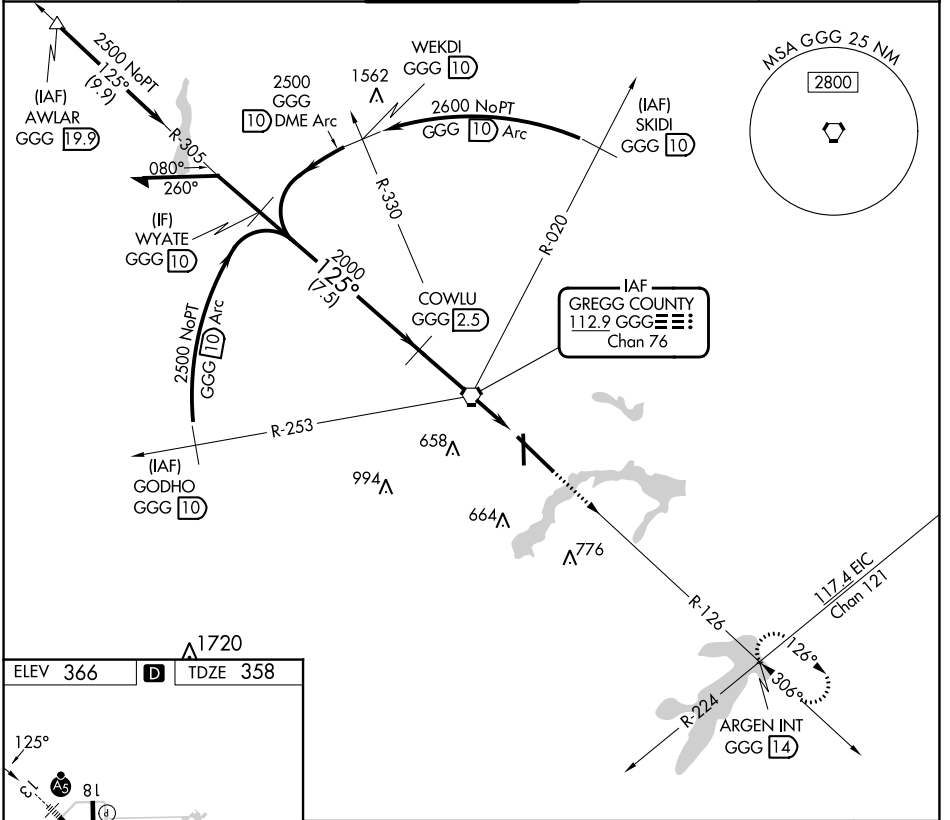 2500 NoPT
125°
(9.9)
(IAF)
AWLAR
GGG 19.9
R-305
080°
260°
(IF)
WYATE
GGG 10
2500
GGG
10 DME Arc
1562
WEKDI
GGG 10
2600 NoPT
GGG 10 Arc
(IAF)
SKIDI
GGG 10
MSA GGG 25 NM
2800
R-330
R-020
2000
125°
(7.5)
COWLU
GGG 2.5
IAF
GREGG COUNTY
112.9 GGG
Chan 76
2500 NoPT
GGG 10 Arc
R-253
(IAF)
GODHO
GGG 10
658
994
664
776
117.4 EIC
Chan 121
R-126
126°
306°
R-224
ARGEN INT
GGG 14
1720
ELEV 366
D
TDZE 358
125°
A5
13
18
P